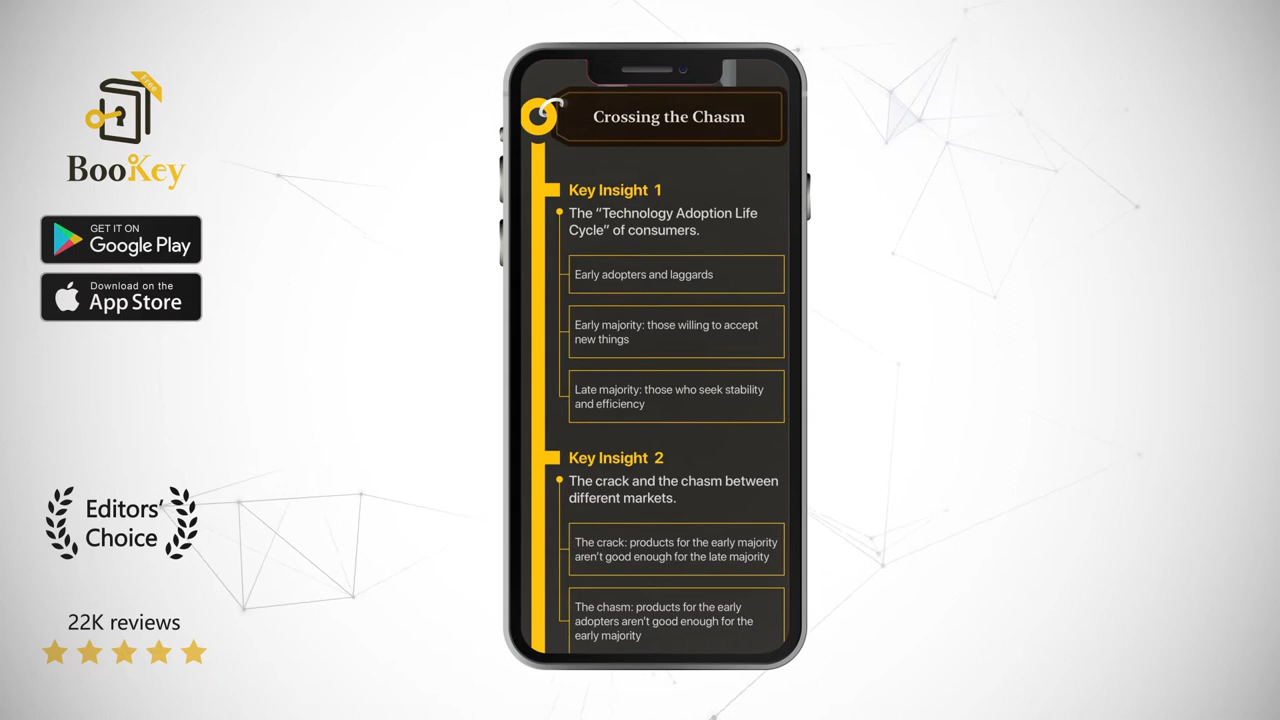 Free
BooKey
GET IT ON
Google Play
Download on the
App Store
Editors’
Choice
22K reviews
Crossing the Chasm
Key Insight 1
The “Technology Adoption Life
Cycle” of consumers.
Early adopters and laggards
Early majority: those willing to accept
new things
Late majority: those who seek stability
and efficiency
Key Insight 2
The crack and the chasm between
different markets.
The crack: products for the early majority
aren’t good enough for the late majority
The chasm: products for the early
adopters aren’t good enough for the
early majority